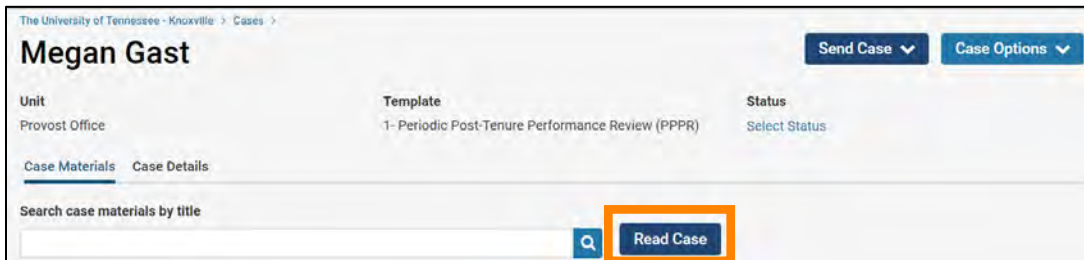 The University of Tennessee - Knoxville > Cases >
Megan Gast
Send Case
Case Options
Unit
Template
Status
Provost Office
1- Periodic Post-Tenure Performance Review (PPPR)
Select Status
Case Materials
Case Details
Search case materials by title
Read Case